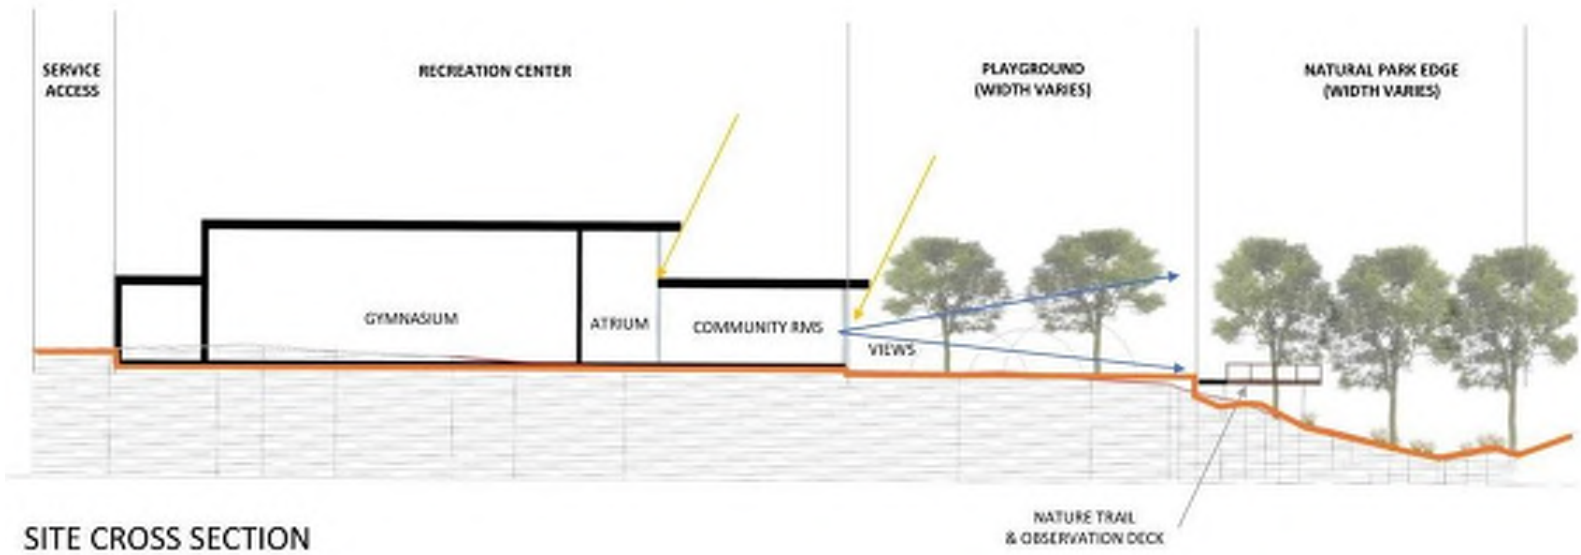 SERVICE
ACCESS
RECREATION CENTER
PLAYGROUND
(WIDTH VARIES)
NATURAL PARK EDGE
(WIDTH VARIES)
GYMNASIUM
ATRIUM
COMMUNITY RMS
VIEWS
NATURE TRAIL
& OBSERVATION DECK
SITE CROSS SECTION